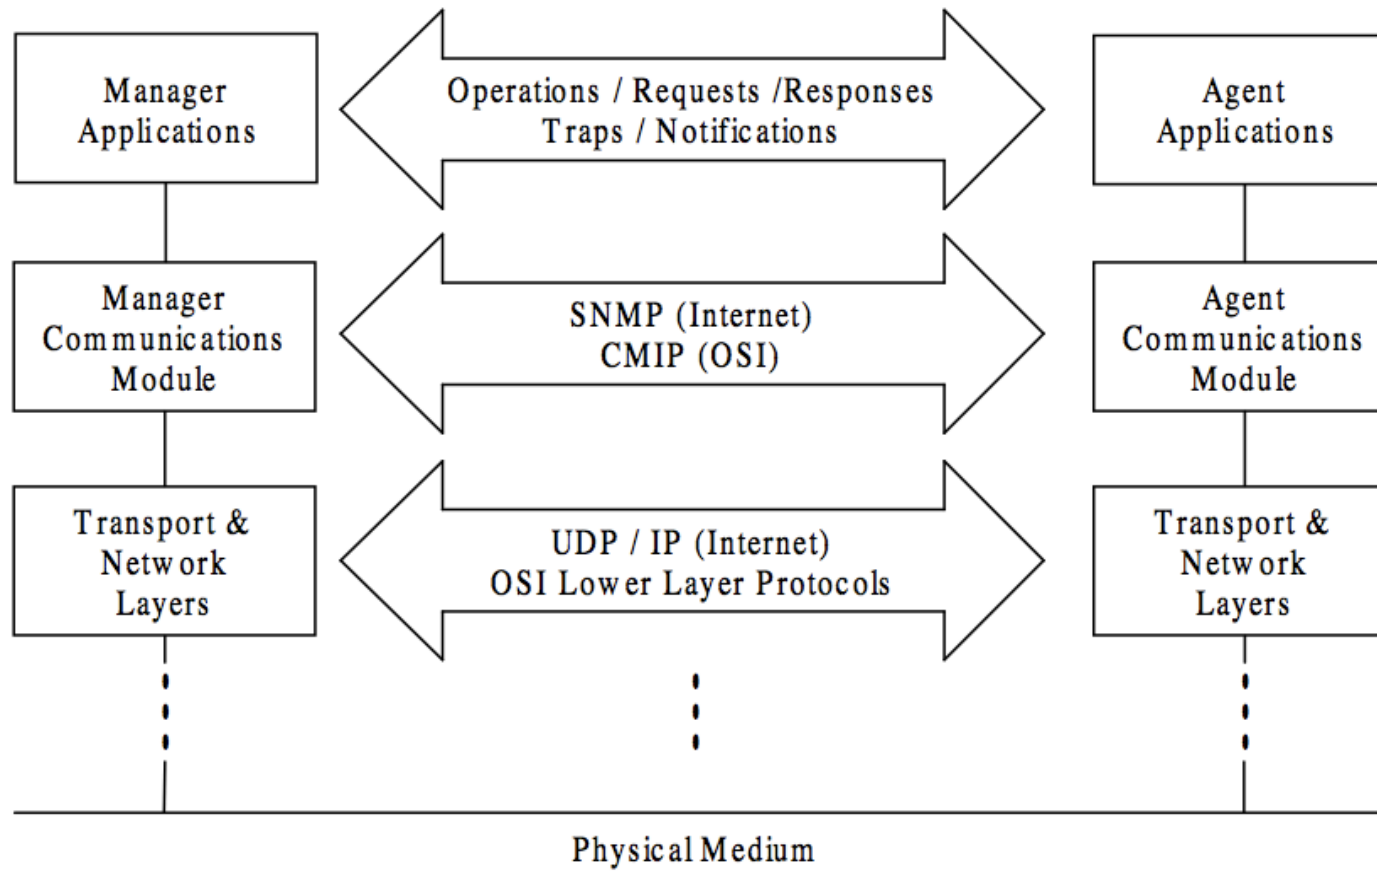 Manager
Applications
Operations / Requests /Responses
Traps / Notifications
Agent
Applications
Manager
Communications
Module
SNMP (Internet)
CMIP (OSI)
Agent
Communications
Module
Transport &
Network
Layers
UDP / IP (Internet)
OSI Lower Layer Protocols
Transport &
Network
Layers
Physical Medium